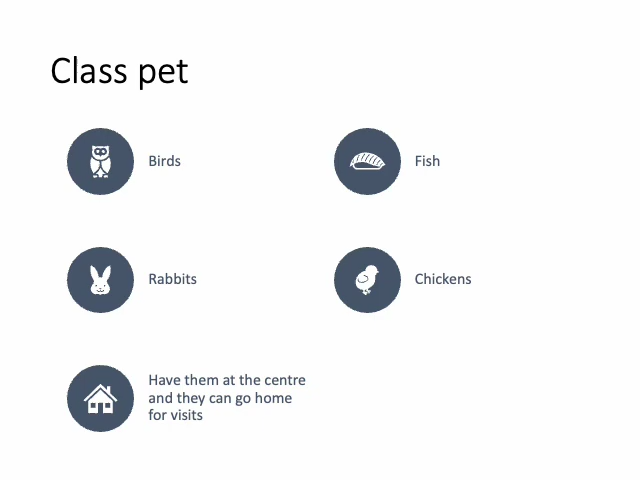 Class pet
Birds
Fish
Rabbits
Chickens
Have them at the centre
and they can go home
for visits